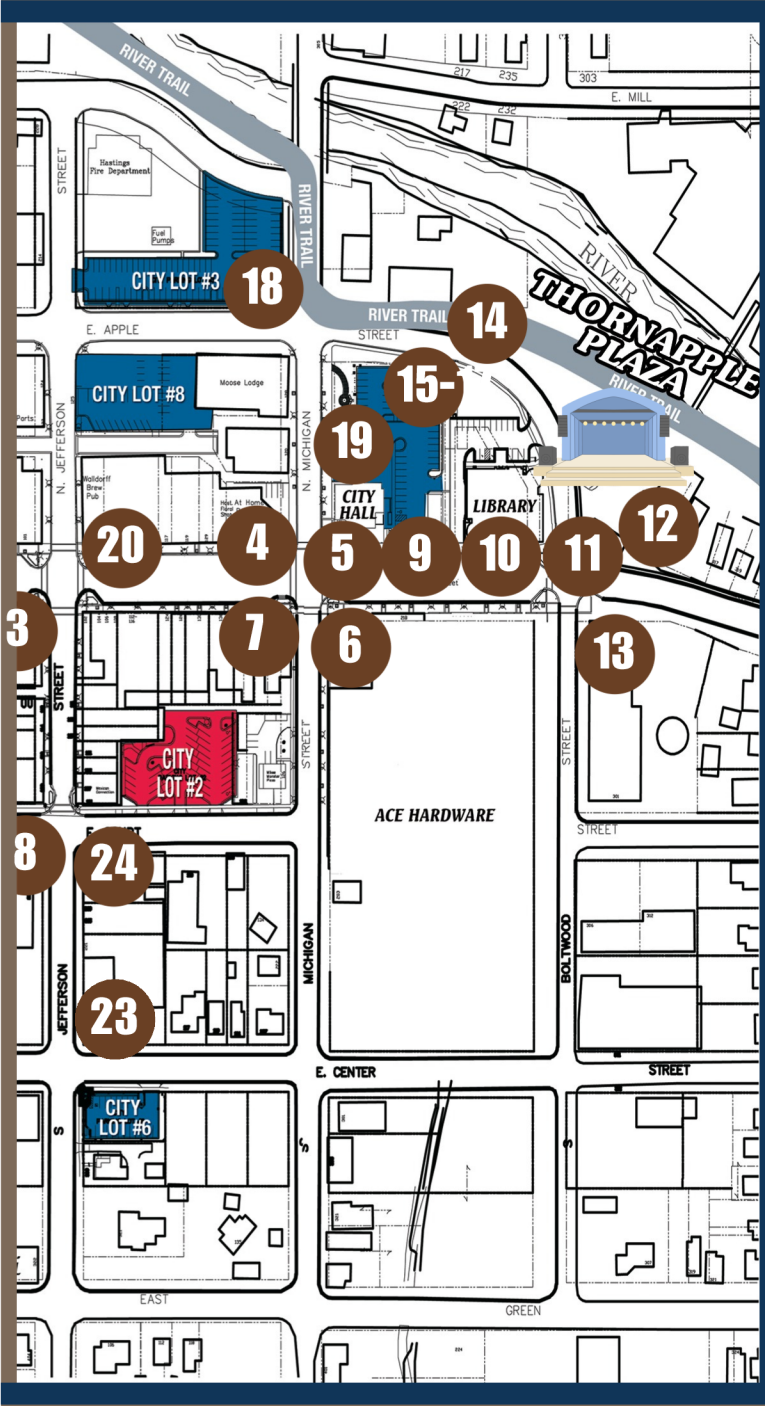 RIVER TRAIL
217
235
303
E. MILL
222
232
STREET
Hastings
Fire Department
RIVER TRAIL
Fuel
Pumps
RIVER
CITY LOT #3
18
THORNAPPLE
PLAZA
RIVER TRAIL
14
E. APPLE
STREET
RIVER TRAIL
CITY LOT #8
Moose Lodge
15-
N. JEFFERSON
N. MICHIGAN
19
Walldorff
Brew
Pub
CITY
HALL
LIBRARY
20
4
5
9
10
11
12
3
7
6
13
STREET
STREET
STREET
CITY
LOT #2
ACE HARDWARE
STREET
8
24
JEFFERSON
MICHIGAN
BOLTWOOD
23
E. CENTER
STREET
CITY
LOT #6
S
S
S
EAST
GREEN